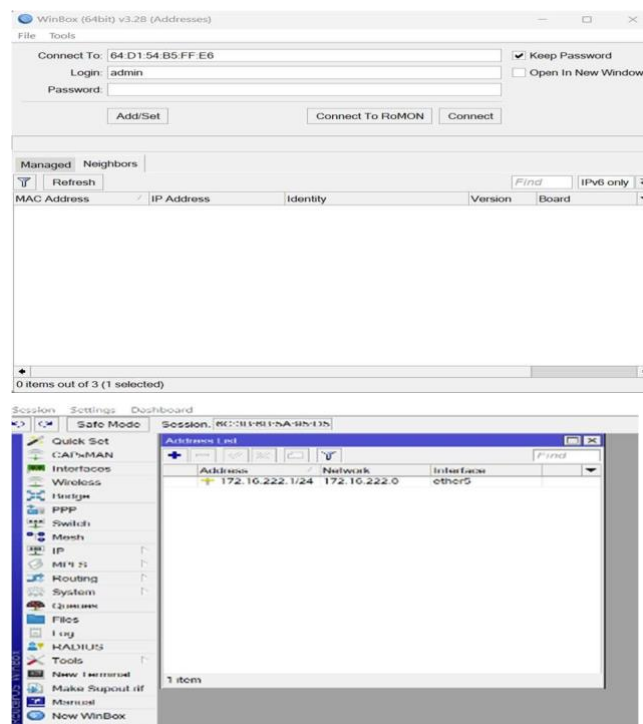 WinBox (64bit) v3.28 (Addresses)
File Tools
Connect To: 64:D1:54:B5:FF:E6 Keep Password
Login: admin Open In New Window
Password:
Add/Set Connect To RoMON Connect
Managed Neighbors
Refresh Find IPv6 only
MAC Address IP Address Identity Version Board
0 items out of 3 (1 selected)
Session Settings Dashboard
Safe Mode Session:
Quick Set Address List
CAPsMAN Find
Interfaces Address Network Interface
Wireless 172.16.222.1/24 172.16.222.0 ether5
Bridge
PPP
Switch
Mesh
IP
MPLS
Routing
System
Queues
Files
Log
RADIUS
Tools
New Terminal 1 item
Make Supout.rif
Manual
New WinBox
RouterOS WinBox